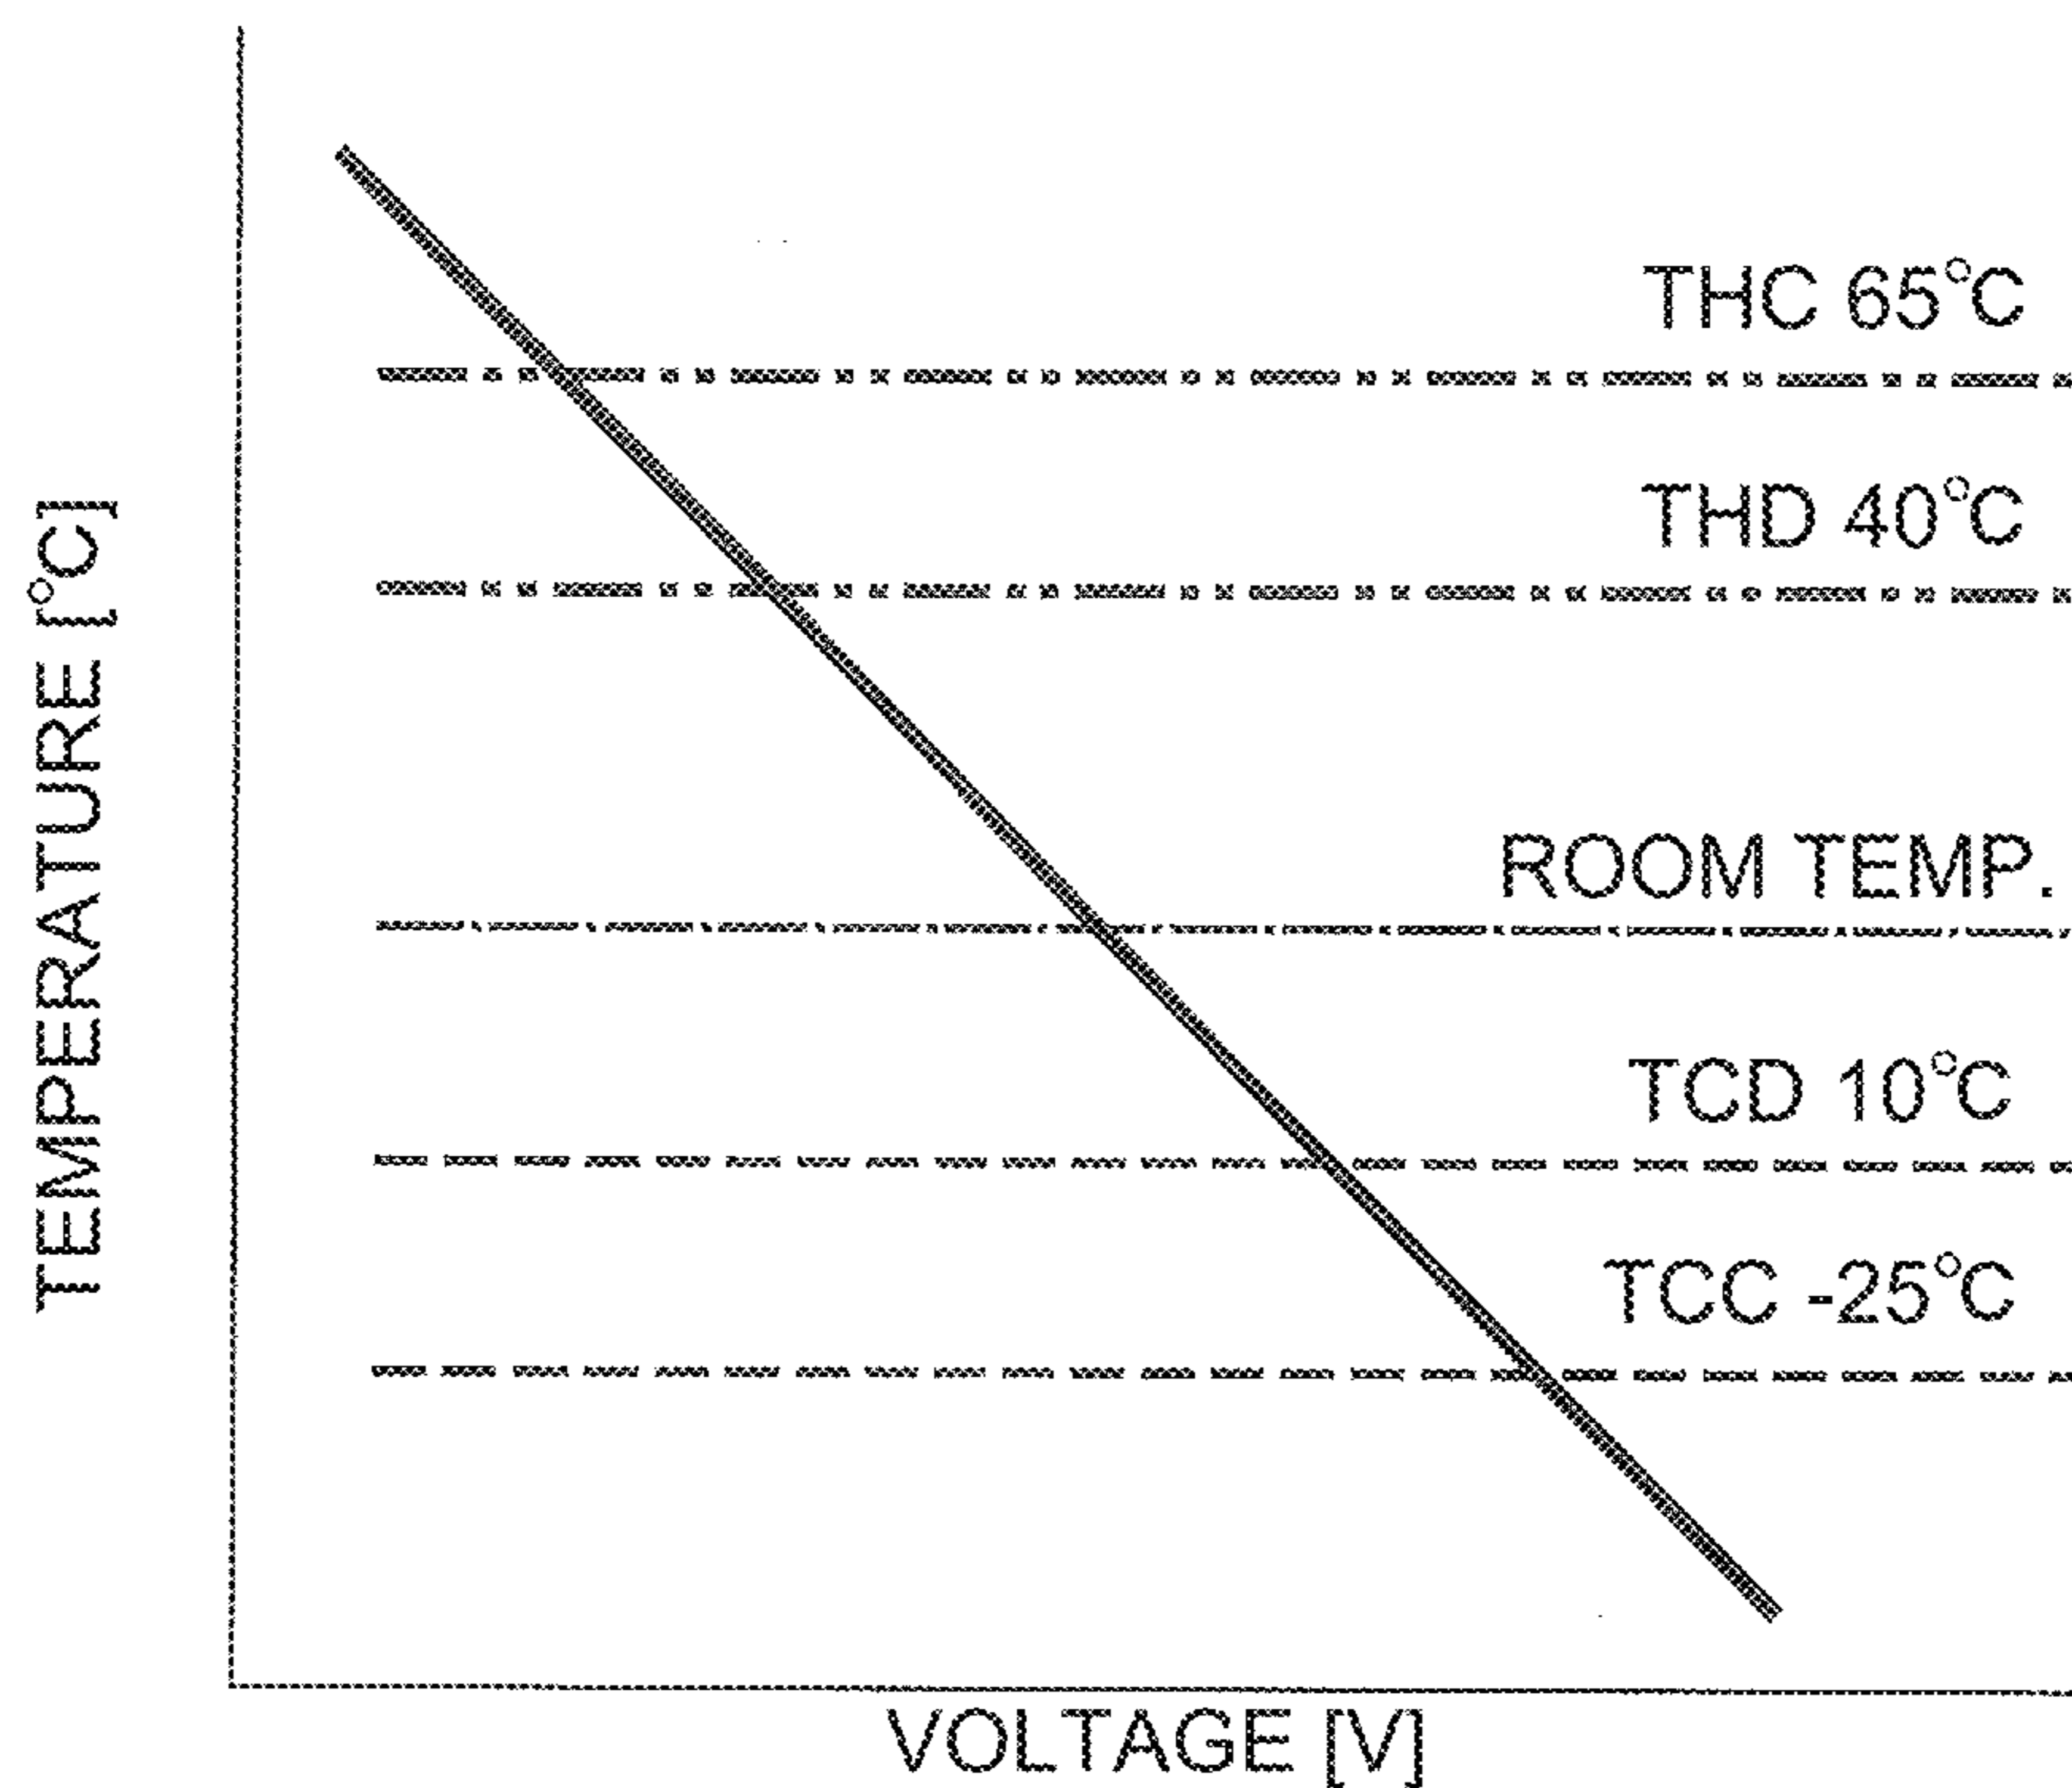 TEMPERATURE [°C]
THC 65°C
THD 40°C
ROOM TEMP.
TCD 10°C
TCC -25°C
VOLTAGE [V]